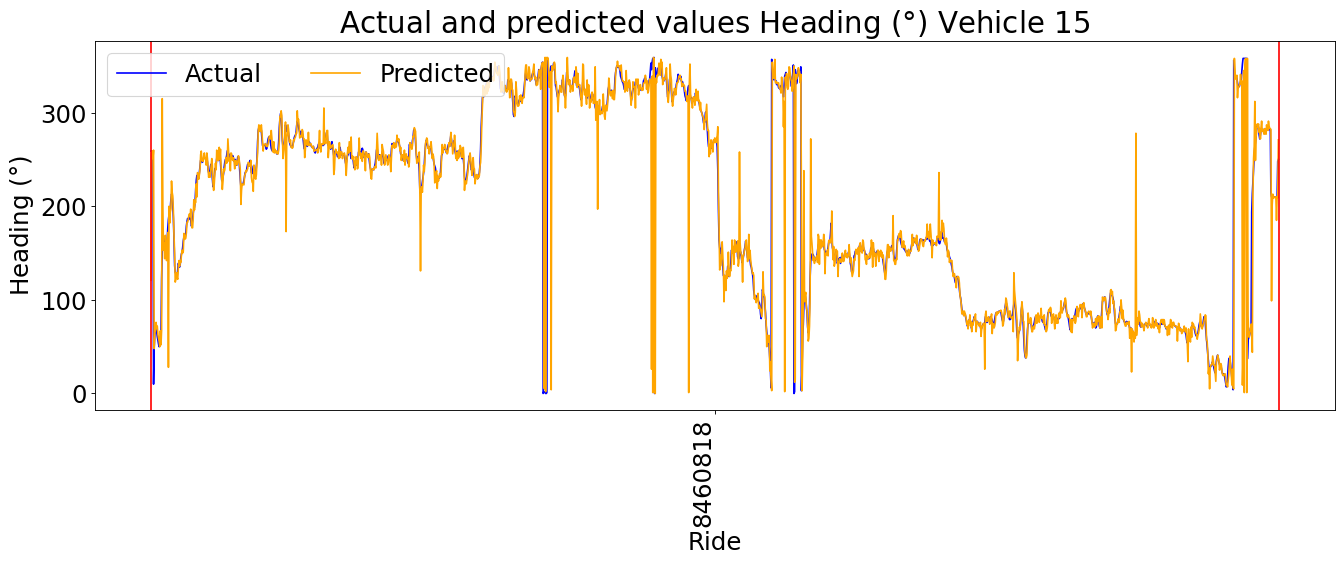 Actual and predicted values Heading (°) Vehicle 15
Actual
Predicted
Heading (°)
300
200
100
0
8460818
Ride